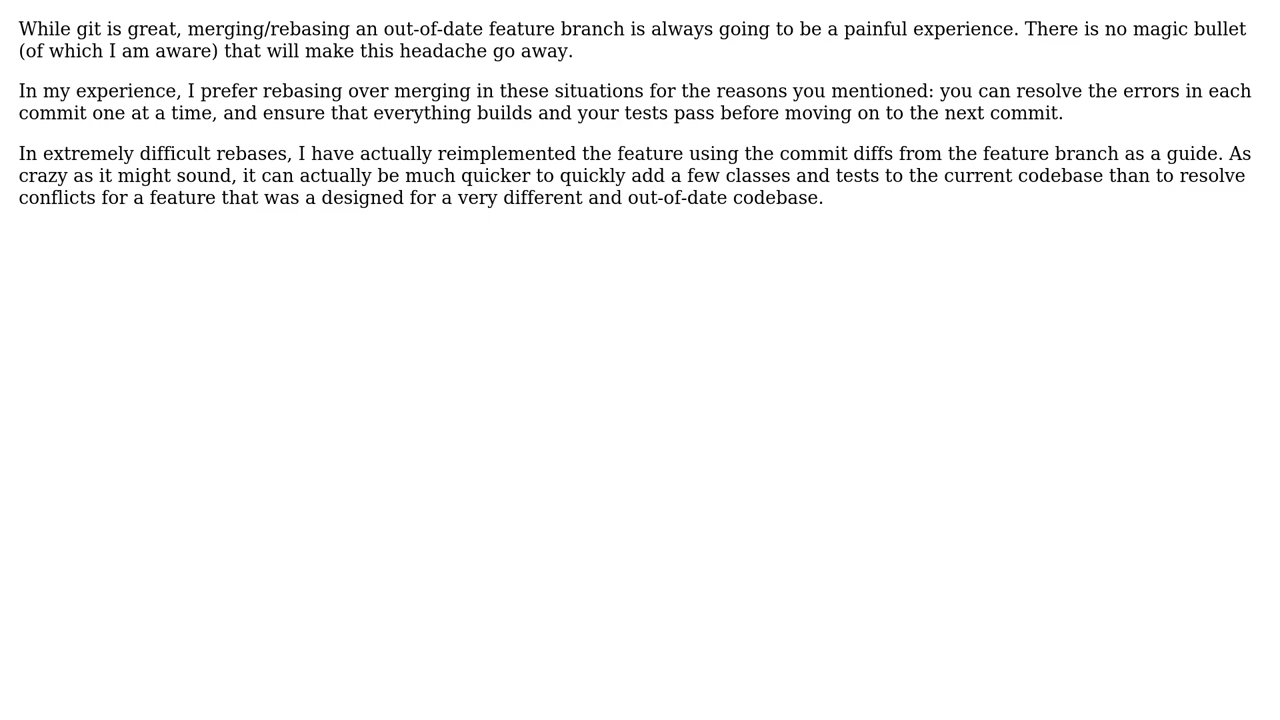 While git is great, merging/rebasing an out-of-date feature branch is always going to be a painful experience. There is no magic bullet
(of which I am aware) that will make this headache go away.
In my experience, I prefer rebasing over merging in these situations for the reasons you mentioned: you can resolve the errors in each
commit one at a time, and ensure that everything builds and your tests pass before moving on to the next commit.
In extremely difficult rebases, I have actually reimplemented the feature using the commit diffs from the feature branch as a guide. As
crazy as it might sound, it can actually be much quicker to quickly add a few classes and tests to the current codebase than to resolve
conflicts for a feature that was a designed for a very different and out-of-date codebase.